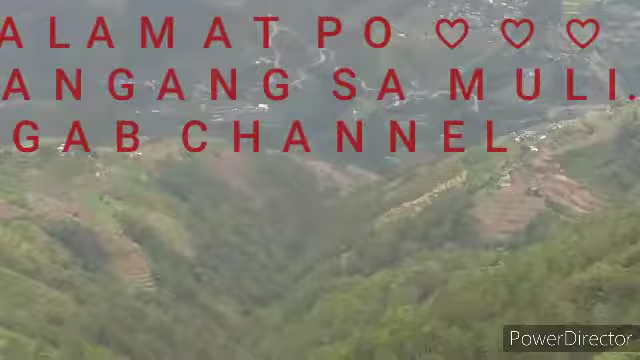 ALAMAT PO ♡ ♡ ♡
ANGANG SA MULI.
GAB CHANNEL
PowerDirector